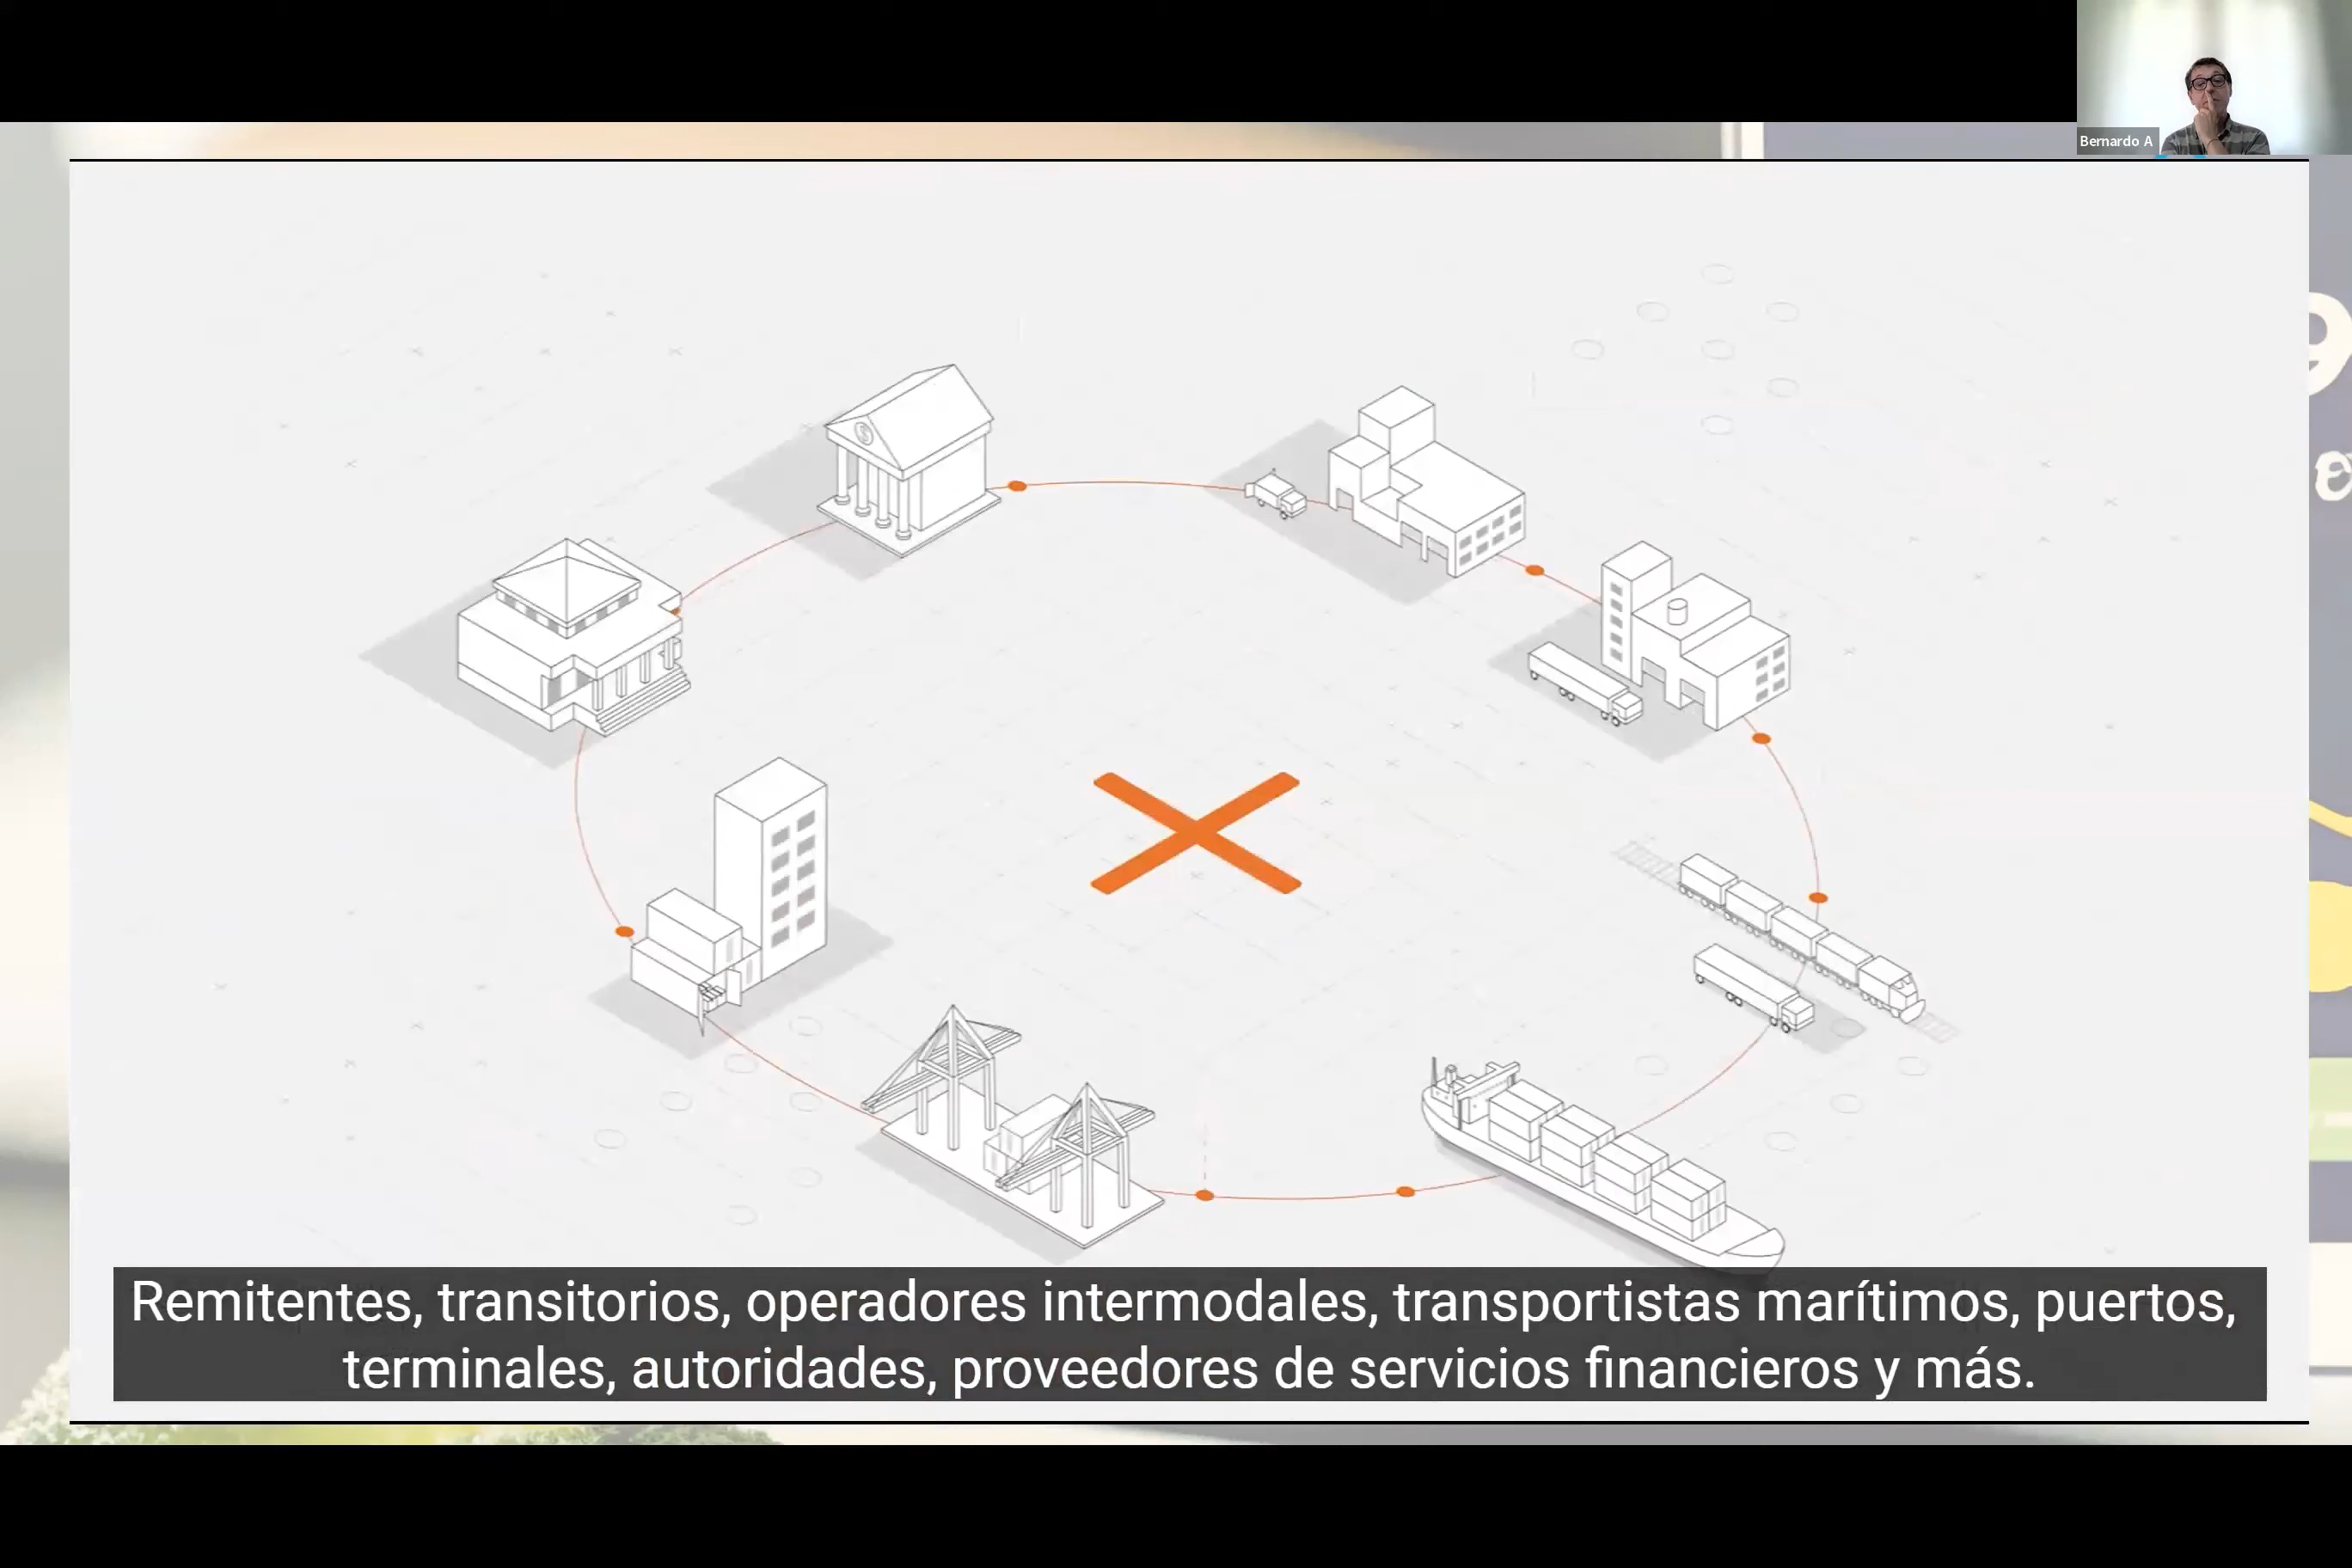 Bernardo A
Remitentes, transitorios, operadores intermodales, transportistas marítimos, puertos,
terminales, autoridades, proveedores de servicios financieros y más.